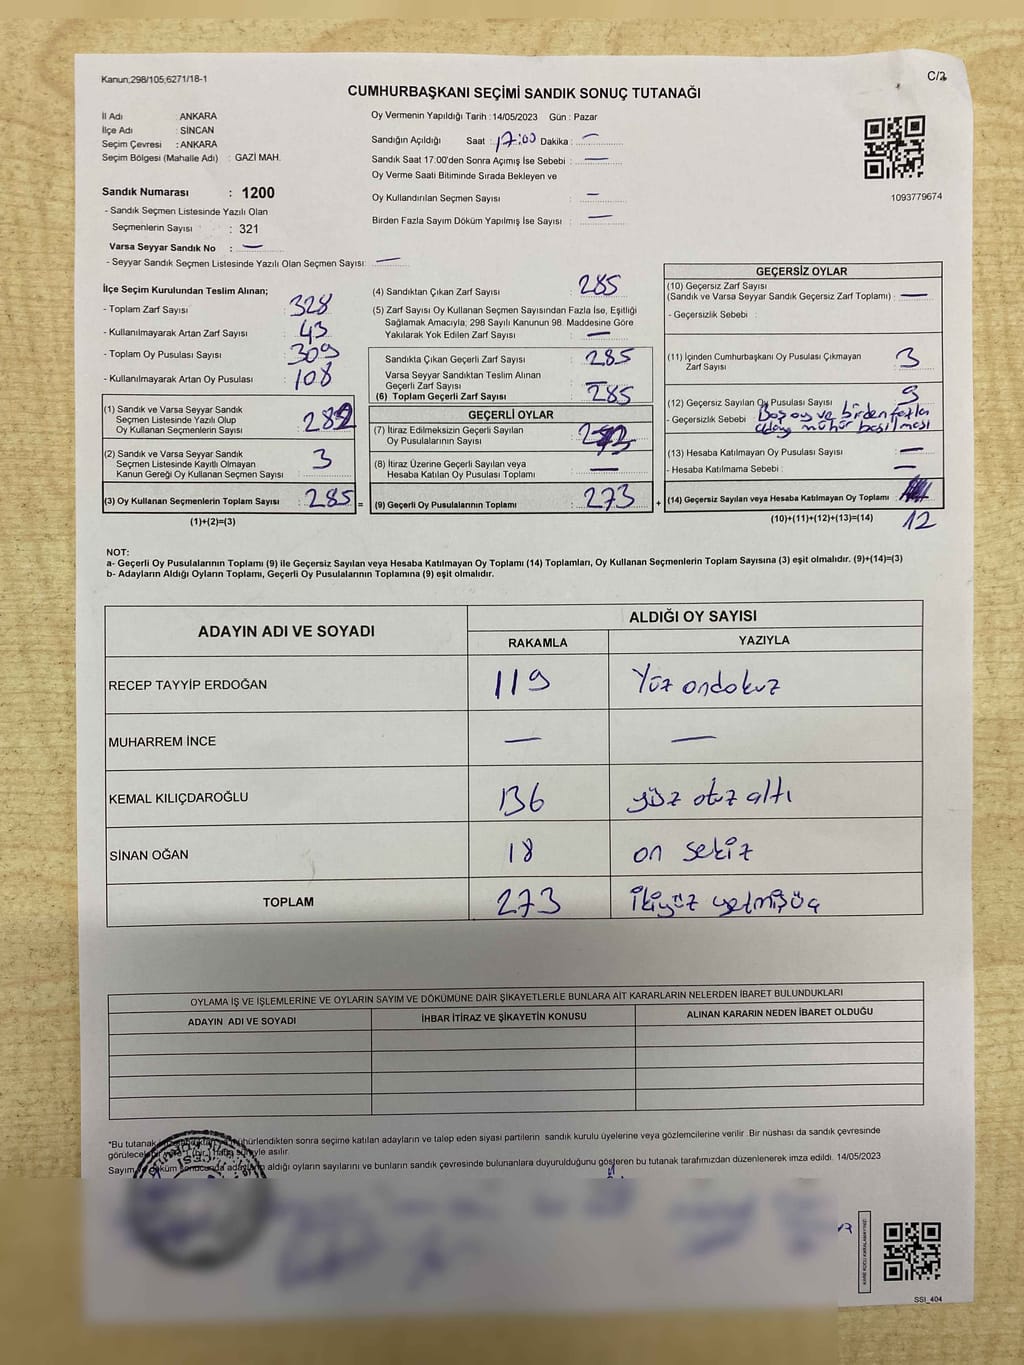 Kanun;298/105;6271/18-1
C/2
CUMHURBAŞKANI SEÇİMİ SANDIK SONUÇ TUTANAĞI
İl Adı : ANKARA
İlçe Adı : SİNCAN
Seçim Çevresi : ANKARA
Seçim Bölgesi (Mahalle Adı) : GAZİ MAH.
Sandık Numarası : 1200
- Sandık Seçmen Listesinde Yazılı Olan
Seçmenlerin Sayısı : 321
Varsa Seyyar Sandık No : —
- Seyyar Sandık Seçmen Listesinde Yazılı Olan Seçmen Sayısı: —
Oy Vermenin Yapıldığı Tarih : 14/05/2023 Gün : Pazar
Sandığın Açıldığı Saat : 17:00 Dakika : —
Sandık Saat 17:00'den Sonra Açımış İse Sebebi : —
Oy Verme Saati Bitiminde Sırada Bekleyen ve
Oy Kullandırılan Seçmen Sayısı : —
Birden Fazla Sayım Döküm Yapılmış İse Sayısı : —
1093779674
İlçe Seçim Kurulundan Teslim Alınan;
- Toplam Zarf Sayısı : 328
- Kullanılmayarak Artan Zarf Sayısı : 43
- Toplam Oy Pusulası Sayısı : 309
- Kullanılmayarak Artan Oy Pusulası : 108
(1) Sandık ve Varsa Seyyar Sandık
Seçmen Listesinde Yazılı Olup
Oy Kullanan Seçmenlerin Sayısı : 282
(2) Sandık ve Varsa Seyyar Sandık
Seçmen Listesinde Kayıtlı Olmayan
Kanun Gereği Oy Kullanan Seçmen Sayısı : 3
(3) Oy Kullanan Seçmenlerin Toplam Sayısı : 285 =
(1)+(2)=(3)
(4) Sandıktan Çıkan Zarf Sayısı : 285
(5) Zarf Sayısı Oy Kullanan Seçmen Sayısından Fazla İse, Eşitliği
Sağlamak Amacıyla, 298 Sayılı Kanunun 98. Maddesine Göre
Yakılarak Yok Edilen Zarf Sayısı : —
Sandıkta Çıkan Geçerli Zarf Sayısı : 285
Varsa Seyyar Sandıktan Teslim Alınan
Geçerli Zarf Sayısı : —
(6) Toplam Geçerli Zarf Sayısı : 285
GEÇERLİ OYLAR
(7) İtiraz Edilmeksizin Geçerli Sayılan
Oy Pusulalarının Sayısı : 273
(8) İtiraz Üzerine Geçerli Sayılan veya
Hesaba Katılan Oy Pusulası Toplamı : —
(9) Geçerli Oy Pusulalarının Toplamı : 273 +
GEÇERSİZ OYLAR
(10) Geçersiz Zarf Sayısı
(Sandık ve Varsa Seyyar Sandık Geçersiz Zarf Toplamı) : —
- Geçersizlik Sebebi :
(11) İçinden Cumhurbaşkanı Oy Pusulası Çıkmayan
Zarf Sayısı : 3
(12) Geçersiz Sayılan Oy Pusulası Sayısı : 9
- Geçersizlik Sebebi : Boş oy ve birden fazla
mühür basılması
(13) Hesaba Katılmayan Oy Pusulası Sayısı : —
- Hesaba Katılmama Sebebi : —
(14) Geçersiz Sayılan veya Hesaba Katılmayan Oy Toplamı :
12
(10)+(11)+(12)+(13)=(14)
NOT:
a- Geçerli Oy Pusulalarının Toplamı (9) ile Geçersiz Sayılan veya Hesaba Katılmayan Oy Toplamı (14) Toplamları, Oy Kullanan Seçmenlerin Toplam Sayısına (3) eşit olmalıdır. (9)+(14)=(3)
b- Adayların Aldığı Oyların Toplamı, Geçerli Oy Pusulalarının Toplamına (9) eşit olmalıdır.
ADAYIN ADI VE SOYADI
ALDIĞI OY SAYISI
RAKAMLA YAZIYLA
RECEP TAYYİP ERDOĞAN 119 Yüz ondokuz
MUHARREM İNCE — —
KEMAL KILIÇDAROĞLU 136 yüz otuz altı
SİNAN OĞAN 18 on sekiz
TOPLAM 273 İkiyüz yetmişüç
OYLAMA İŞ VE İŞLEMLERİNE VE OYLARIN SAYIM VE DÖKÜMÜNE DAİR ŞİKAYETLERLE BUNLARA AİT KARARLARIN NELERDEN İBARET BULUNDUKLARI
ADAYIN ADI VE SOYADI İHBAR İTİRAZ VE ŞİKAYETİN KONUSU ALINAN KARARIN NEDEN İBARET OLDUĞU
*Bu tutanak mühürlendikten sonra seçime katılan adayların ve talep eden siyasi partilerin sandık kurulu üyelerine veya gözlemcilerine verilir .Bir nüshası da sandık çevresinde
asılır.
Sayım aldığı oyların sayılarını ve bunların sandık çevresinde bulunanlara duyurulduğunu gösteren bu tutanak tarafımızdan düzenlenerek imza edildi. 14/05/2023
KARE KODU KARALAMAYINIZ!
SSI_404